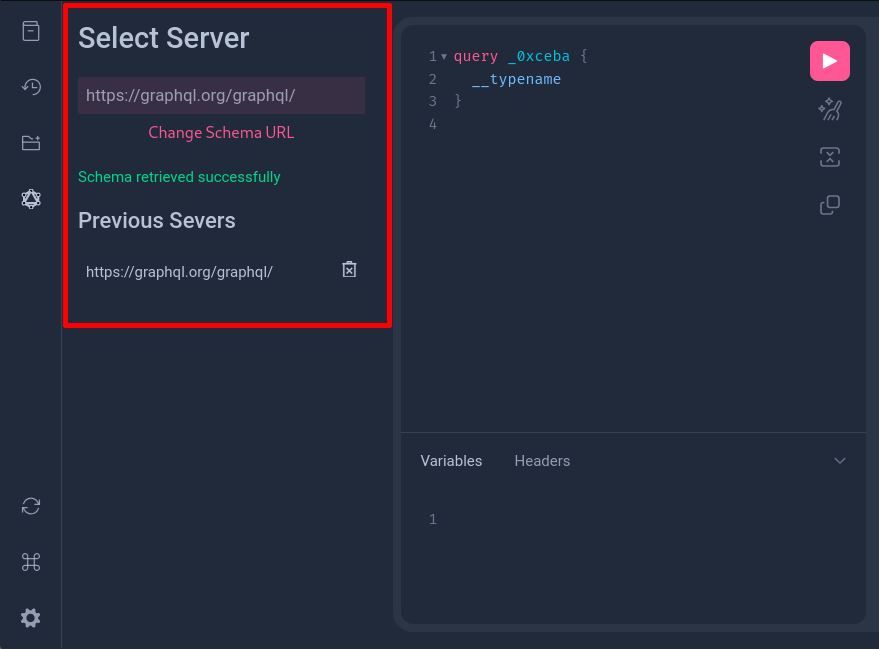 Select Server
https://graphql.org/graphql/
Change Schema URL
Schema retrieved successfully
Previous Severs
https://graphql.org/graphql/
1 query _0xceba {
2 __typename
3 }
4
Variables Headers
1